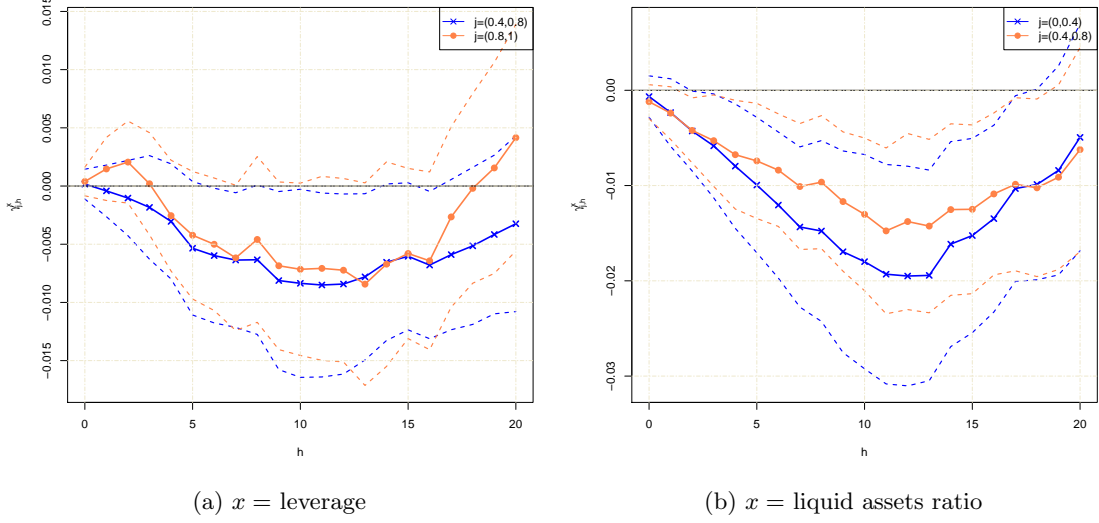 0.015
0.010
0.005
0.000
−0.005
−0.010
−0.015
0
5
10
15
20
h
j=(0.4,0.8)
j=(0.8,1)
(a) x = leverage
0.00
−0.01
−0.02
−0.03
0
5
10
15
20
h
j=(0,0.4)
j=(0.4,0.8)
(b) x = liquid assets ratio